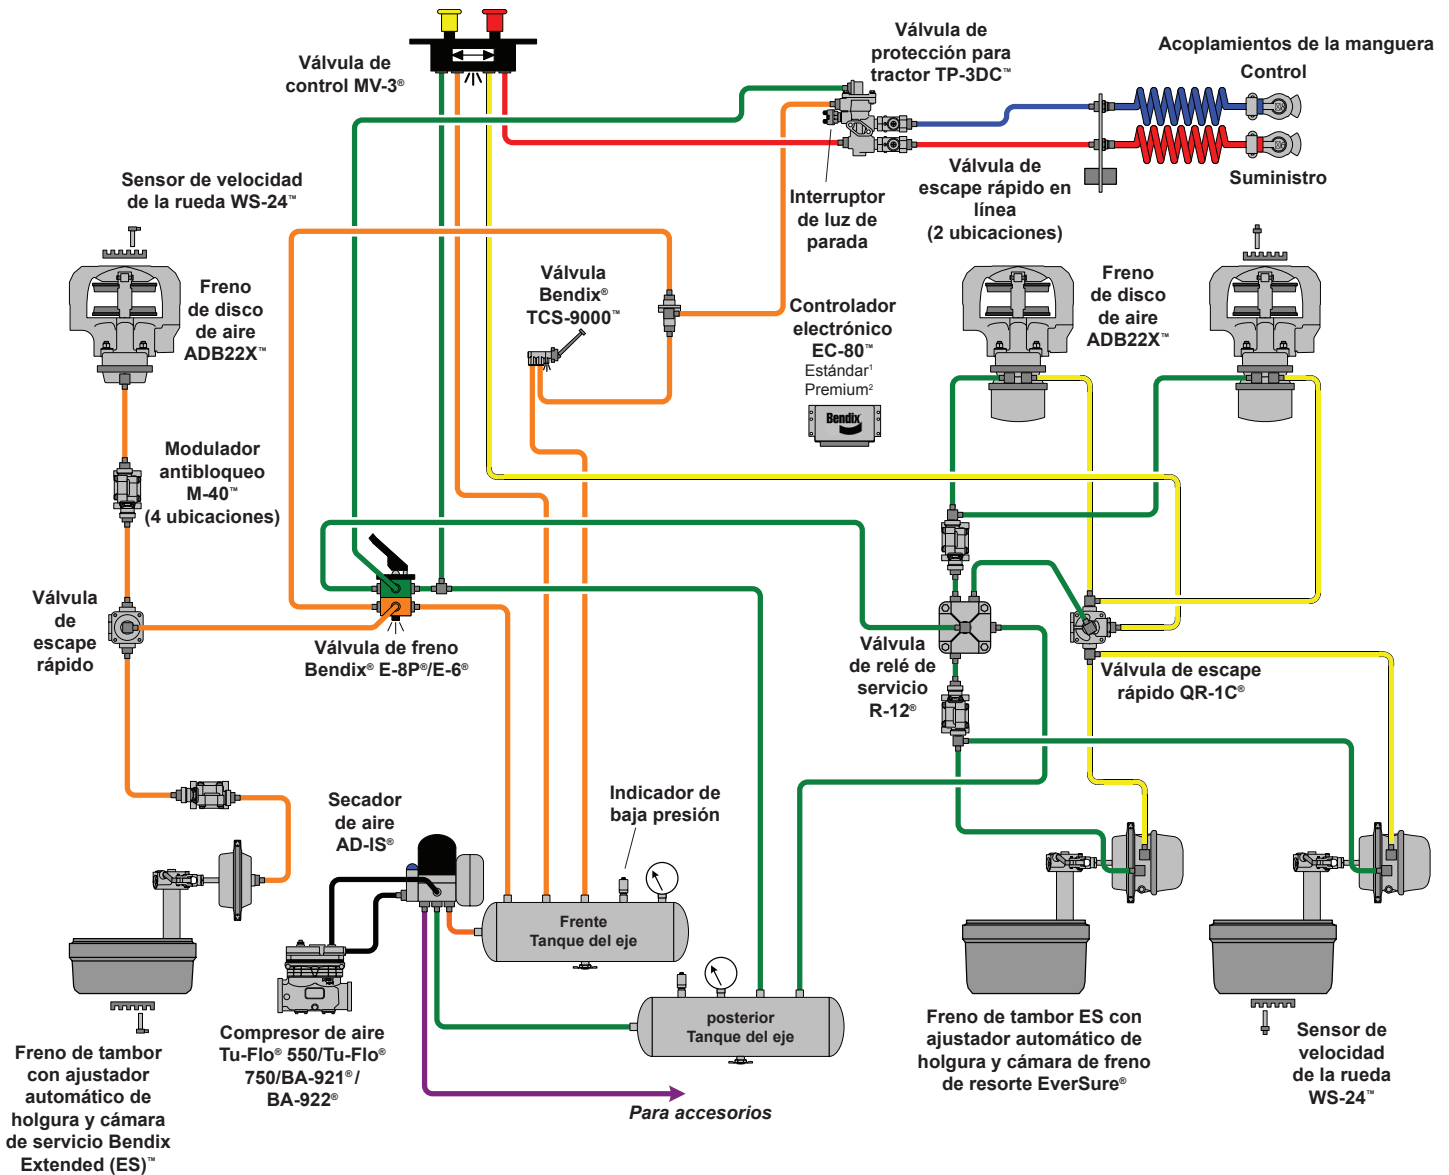 Válvula de
control MV-3®
Válvula de
protección para
tractor TP-3DC™
Acoplamientos de la manguera
Control
Suministro
Sensor de velocidad
de la rueda WS-24™
Interruptor
de luz de
parada
Válvula de
escape rápido en
línea
(2 ubicaciones)
Freno
de disco
de aire
ADB22X™
Válvula
Bendix®
TCS-9000™
Controlador
electrónico
EC-80™
Estándar¹
Premium²
Bendix
Freno
de disco
de aire
ADB22X™
Modulador
antibloqueo
M-40™
(4 ubicaciones)
Válvula
de
escape
rápido
Válvula de freno
Bendix® E-8P®/E-6®
Válvula
de relé de
servicio
R-12®
Válvula de escape
rápido QR-1C®
Secador
de aire
AD-IS®
Indicador de
baja presión
Frente
Tanque del eje
posterior
Tanque del eje
Compresor de aire
Tu-Flo® 550/Tu-Flo®
750/BA-921®/
BA-922®
Para accesorios
Freno de tambor
con ajustador
automático de
holgura y cámara
de servicio Bendix
Extended (ES)™
Freno de tambor ES con
ajustador automático de
holgura y cámara de freno
de resorte EverSure®
Sensor de
velocidad
de la rueda
WS-24™